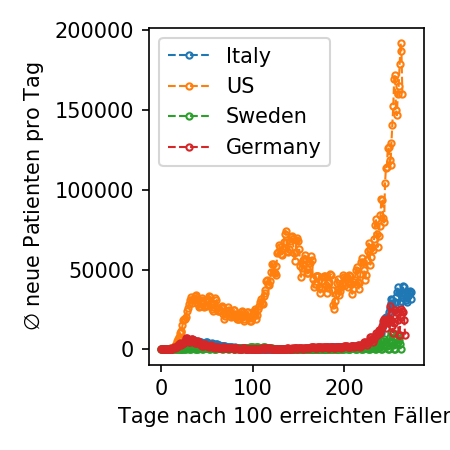 200000
150000
100000
50000
0
∅ neue Patienten pro Tag
Italy
US
Sweden
Germany
0 100 200
Tage nach 100 erreichten Fällen